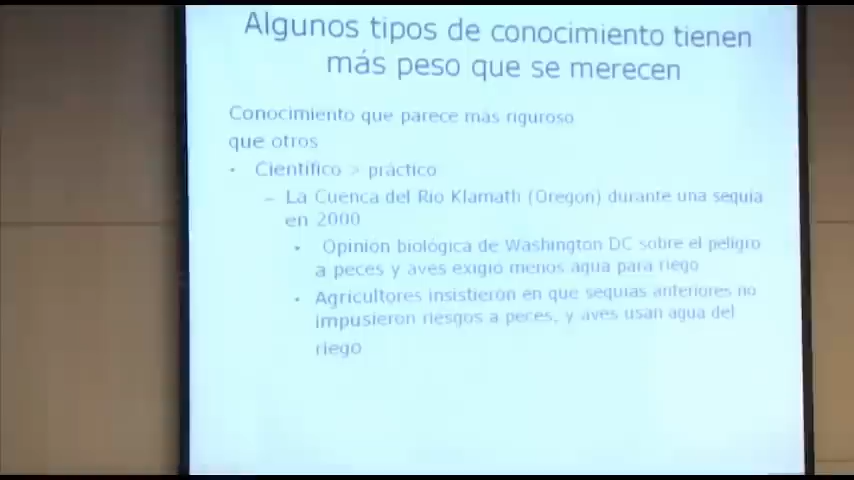 Algunos tipos de conocimiento tienen
más peso que se merecen
Conocimiento que parece más riguroso
que otros
• Científico > práctico
– La Cuenca del Río Klamath (Oregon) durante una sequía
en 2000
• Opinión biológica de Washington DC sobre el peligro
a peces y aves exigió menos agua para riego
• Agricultores insistieron en que sequías anteriores no
impusieron riesgos a peces, y aves usan agua del
riego